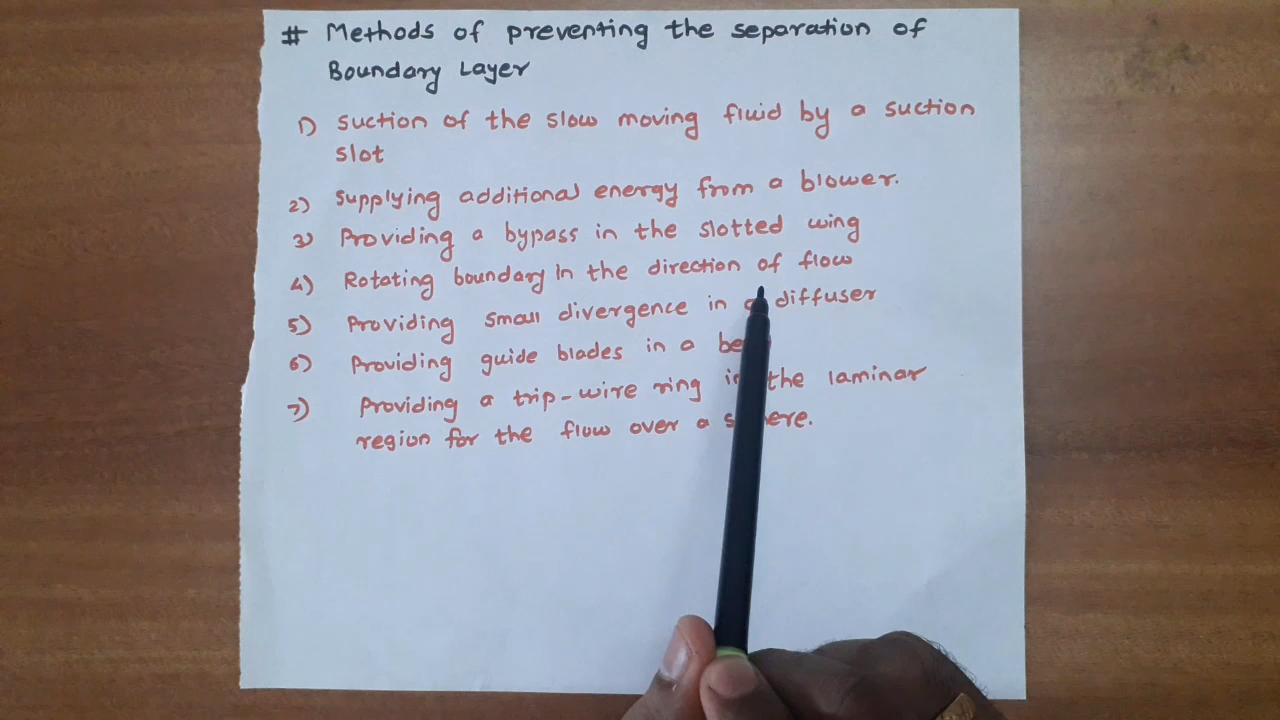 # Methods of preventing the separation of
Boundary Layer
1) suction of the slow moving fluid by a suction
slot
2) supplying additional energy from a blower.
3) Providing a bypass in the slotted wing
4) Rotating boundary in the direction of flow
5) Providing small divergence in a diffuser
6) Providing guide blades in a
7) Providing a trip-wire ring in the laminar
region for the flow over a